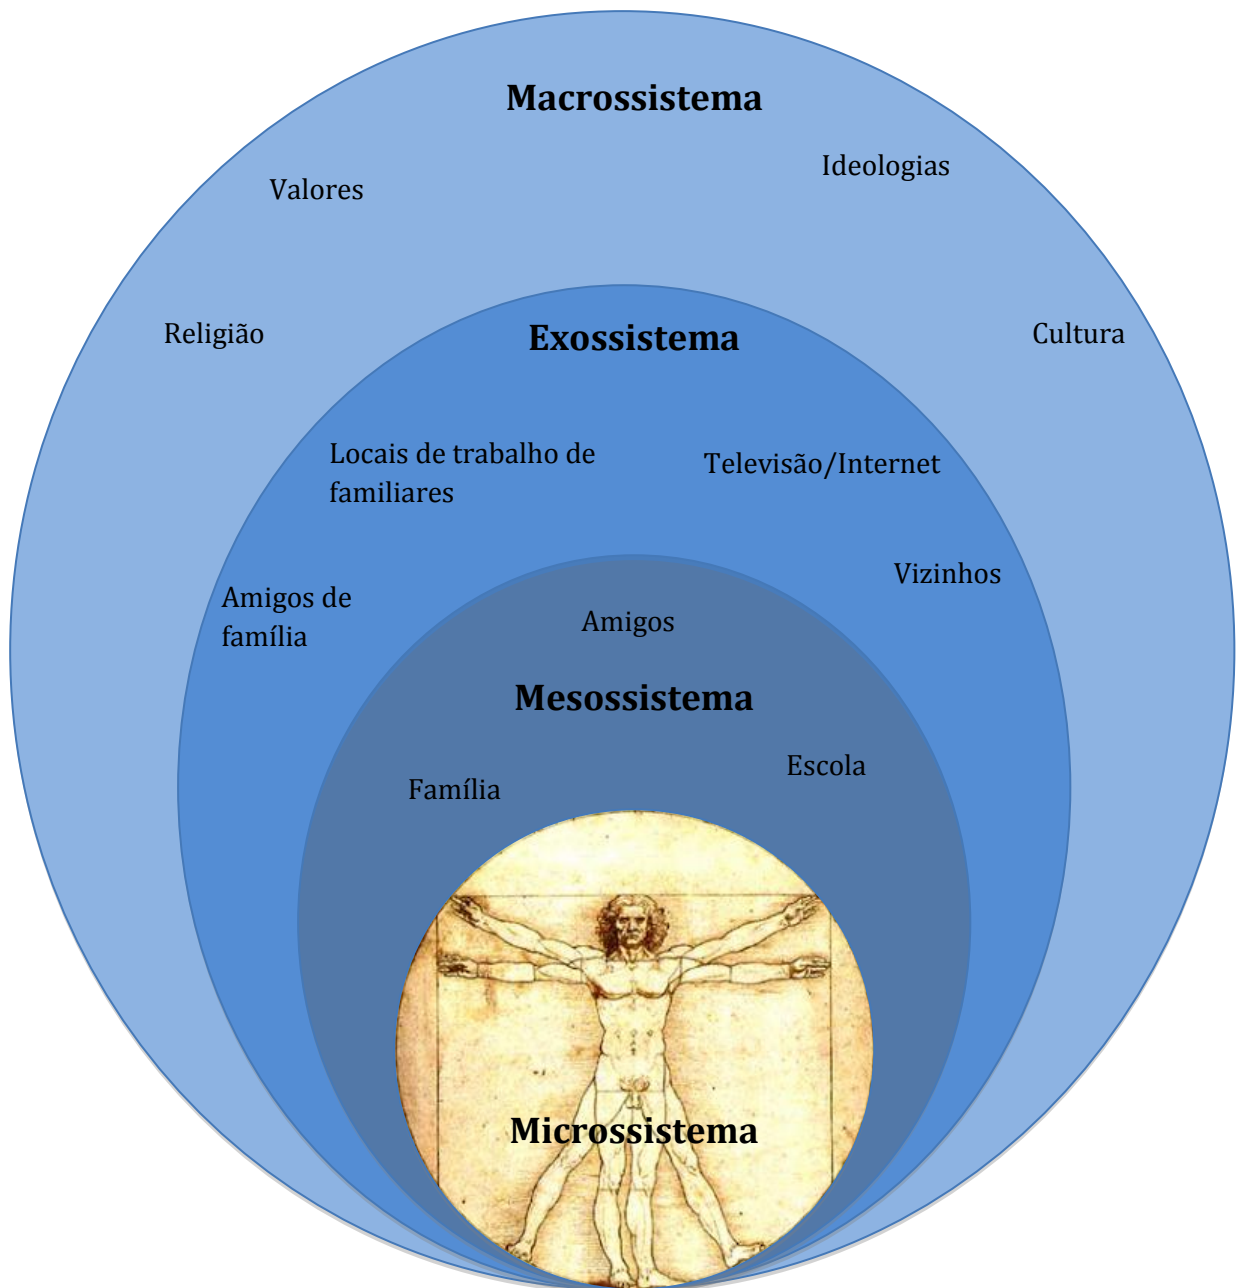 Macrossistema
Ideologias
Valores
Religião
Exossistema
Cultura
Locais de trabalho de
familiares
Televisão/Internet
Vizinhos
Amigos de
família
Amigos
Mesossistema
Escola
Família
Microssistema